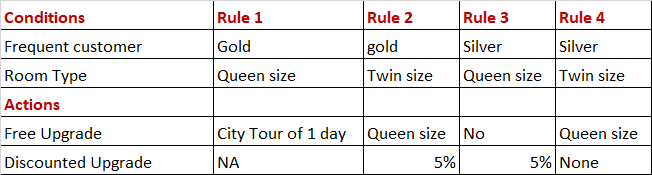 Conditions Rule 1 Rule 2 Rule 3 Rule 4
Frequent customer Gold gold Silver Silver
Room Type Queen size Twin size Queen size Twin size
Actions
Free Upgrade City Tour of 1 day Queen size No Queen size
Discounted Upgrade NA 5% 5% None